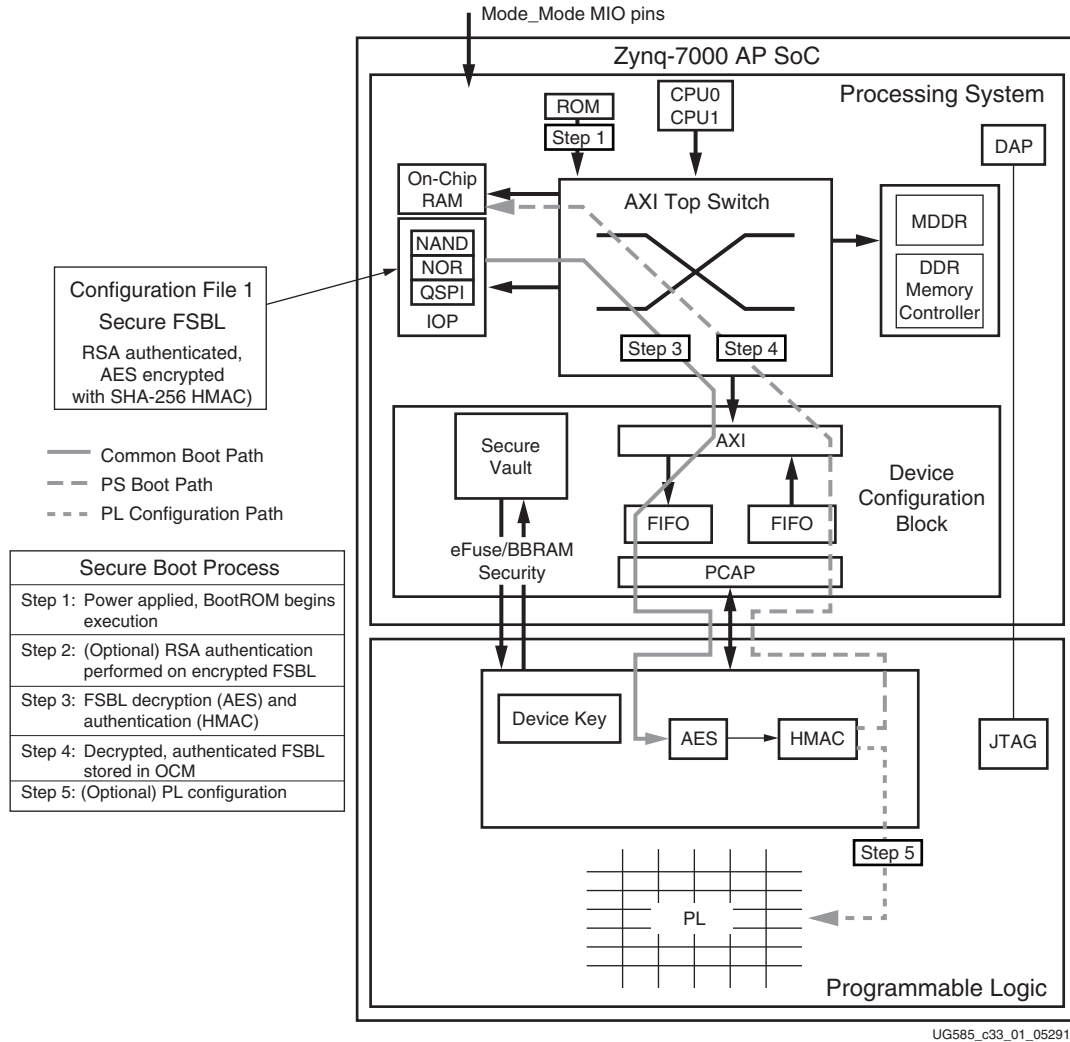 Mode_Mode MIO pins
Zynq-7000 AP SoC
Processing System
ROM
Step 1
CPU0
CPU1
DAP
On-Chip
RAM
AXI Top Switch
MDDR
DDR
Memory
Controller
NAND
NOR
QSPI
IOP
Configuration File 1
Secure FSBL
RSA authenticated,
AES encrypted
with SHA-256 HMAC)
Step 3
Step 4
Common Boot Path
PS Boot Path
PL Configuration Path
Secure
Vault
AXI
FIFO
FIFO
Device
Configuration
Block
eFuse/BBRAM
Security
PCAP
Secure Boot Process
Step 1: Power applied, BootROM begins
execution
Step 2: (Optional) RSA authentication
performed on encrypted FSBL
Step 3: FSBL decryption (AES) and
authentication (HMAC)
Step 4: Decrypted, authenticated FSBL
stored in OCM
Step 5: (Optional) PL configuration
Device Key
AES
HMAC
JTAG
Step 5
PL
Programmable Logic
UG585_c33_01_05291